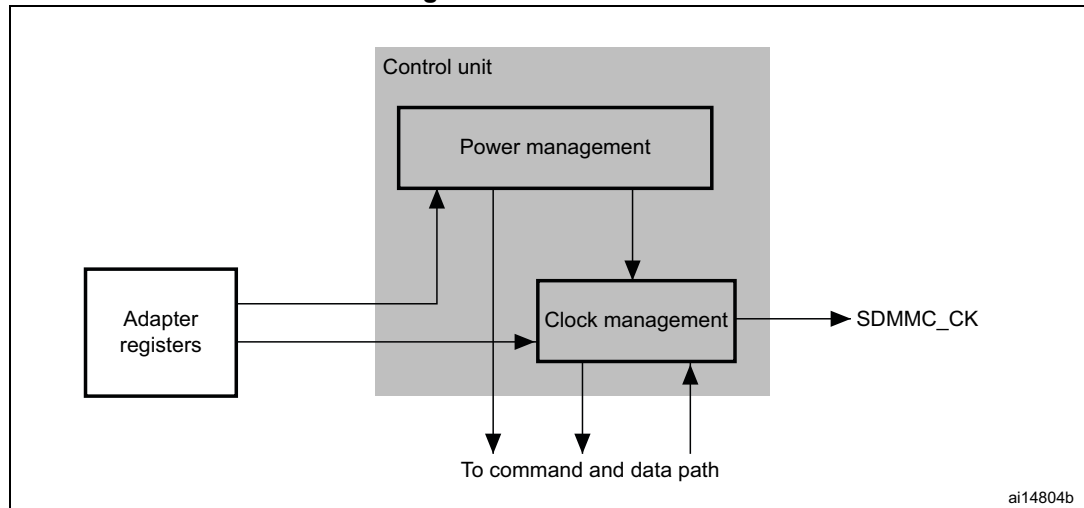 Control unit
Power management
Adapter
registers
Clock management
SDMMC_CK
To command and data path
ai14804b